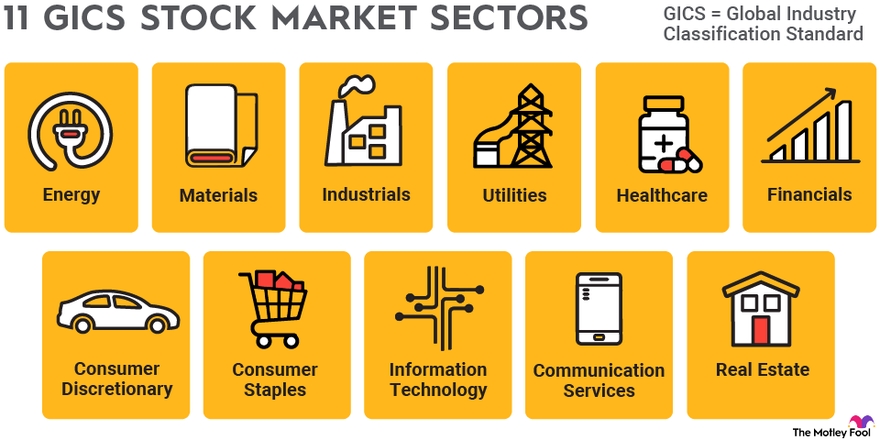 11 GICS STOCK MARKET SECTORS
GICS = Global Industry
Classification Standard
Energy
Materials
Industrials
Utilities
Healthcare
Financials
Consumer
Discretionary
Consumer
Staples
Information
Technology
Communication
Services
Real Estate
The Motley Fool